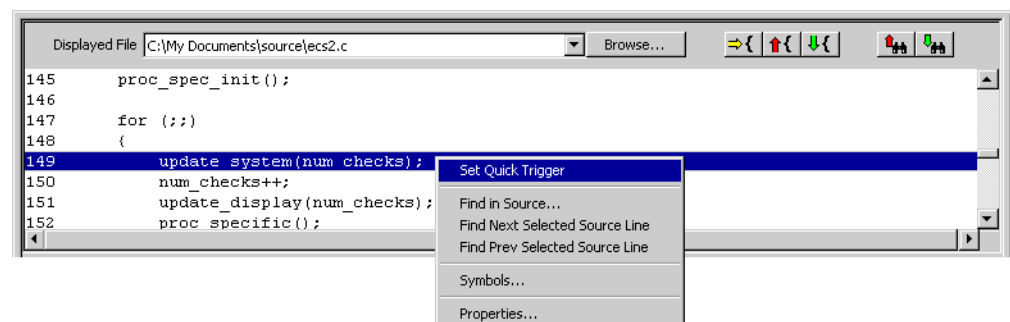 Displayed File C:\My Documents\source\ecs2.c Browse... ⇒{ ↑{ ↓{
145 proc_spec_init();
146
147 for (;;)
148 {
149 update_system(num_checks);
150 num_checks++;
151 update_display(num_checks);
152 proc_specific();
Set Quick Trigger
Find in Source...
Find Next Selected Source Line
Find Prev Selected Source Line
Symbols...
Properties...